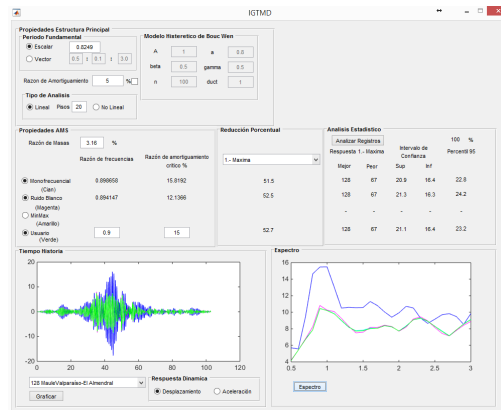 IGTMD
Propiedades Estructura Principal
Periodo Fundamental
Escalar 0.8249
Vector 0.5 : 0.1 : 3.0
Razon de Amortiguamiento 5 %
Tipo de Analisis
Lineal Pisos 20 No Lineal
Modelo Histeretico de Bouc Wen
A 1 a 0.8
beta 0.5 gamma 0.5
n 100 duct 1
Propiedades AMS
Razón de Masas 3.16 %
Razón de frecuencias Razón de amortiguamiento
crítico %
Monofrecuencial 0.898658 15.8192
(Cian)
Ruido Blanco 0.894147 12.1366
(Magenta)
MinMax
(Amarillo)
Usuario 0.9 15
(Verde)
Reducción Porcentual
1.- Maxima
51.5
52.5
52.7
Analisis Estadistico
Analizar Registros 100 %
Respuesta 1.- Maxima Intervalo de Confianza Percentil 95
Mejor Peor Sup Inf
128 67 20.9 16.4 22.8
128 67 21.3 16.3 24.2
- - - - -
128 67 21.1 16.4 23.2
Tiempo Historia
20
10
0
-10
-20
0 20 40 60 80 100 120
128 MauleValparaíso-El Almendral
Graficar
Respuesta Dinamica
Desplazamiento Aceleración
Espectro
16
14
12
10
8
6
4
0.5 1 1.5 2 2.5 3
Espectro